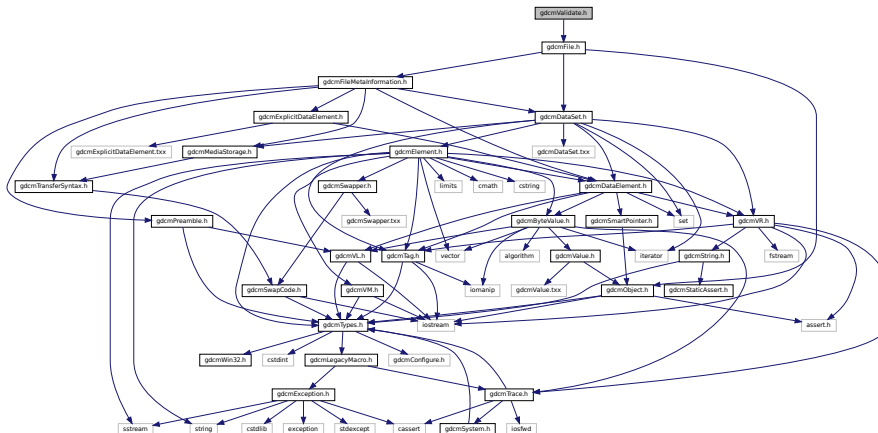 gdcmValidate.h
gdcmFile.h
gdcmFileMetaInformation.h
gdcmExplicitDataElement.h
gdcmDataSet.h
gdcmExplicitDataElement.txx
gdcmMediaStorage.h
gdcmElement.h
gdcmDataSet.txx
gdcmTransferSyntax.h
gdcmSwapper.h
limits
cmath
cstring
gdcmDataElement.h
gdcmPreamble.h
gdcmSwapper.txx
gdcmByteValue.h
gdcmSmartPointer.h
set
gdcmVR.h
gdcmVL.h
gdcmTag.h
vector
algorithm
gdcmValue.h
iterator
gdcmString.h
fstream
gdcmSwapCode.h
gdcmVM.h
iomanip
gdcmValue.txx
gdcmObject.h
gdcmStaticAssert.h
gdcmTypes.h
iostream
assert.h
gdcmWin32.h
cstdint
gdcmLegacyMacro.h
gdcmConfigure.h
gdcmException.h
gdcmTrace.h
sstream
string
cstdlib
exception
stdexcept
cassert
gdcmSystem.h
iosfwd